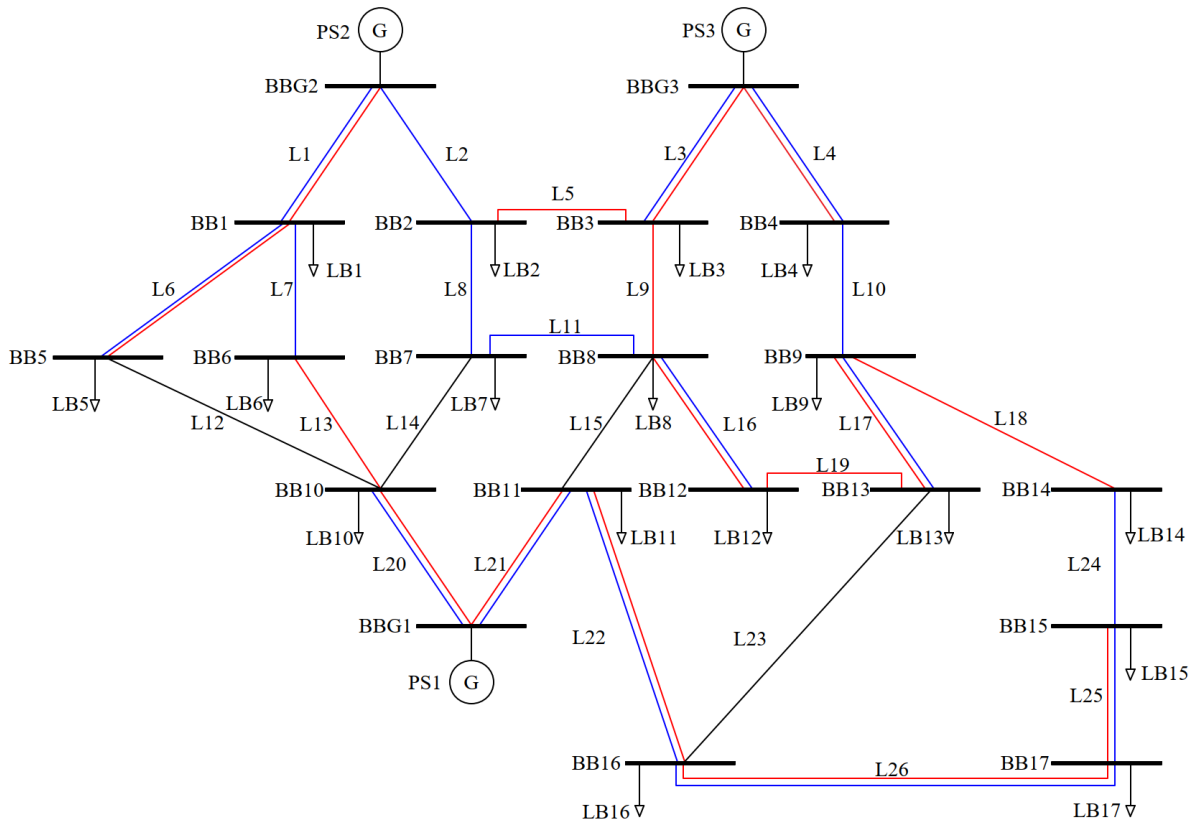 PS2 G PS3 G
BBG2 BBG3
L1 L2 L3 L4
L5
BB1 BB2 BB3 BB4
LB1 LB2 LB3 LB4
L6 L7 L8 L9 L10
L11
BB5 BB6 BB7 BB8 BB9
LB5 LB6 LB7 LB8 LB9
L12 L13 L14 L15 L16 L17 L18
L19
BB10 BB11 BB12 BB13 BB14
LB10 LB11 LB12 LB13 LB14
L20 L21 L24
BBG1 BB15
L22 L23
PS1 G LB15
L25
BB16 L26 BB17
LB16 LB17